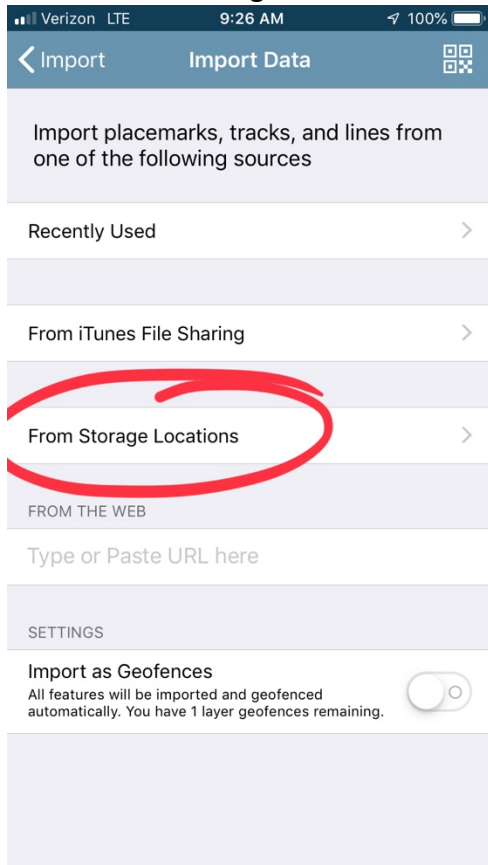 Verizon LTE 9:26 AM 100%
Import Import Data
Import placemarks, tracks, and lines from
one of the following sources
Recently Used
From iTunes File Sharing
From Storage Locations
FROM THE WEB
Type or Paste URL here
SETTINGS
Import as Geofences
All features will be imported and geofenced
automatically. You have 1 layer geofences remaining.